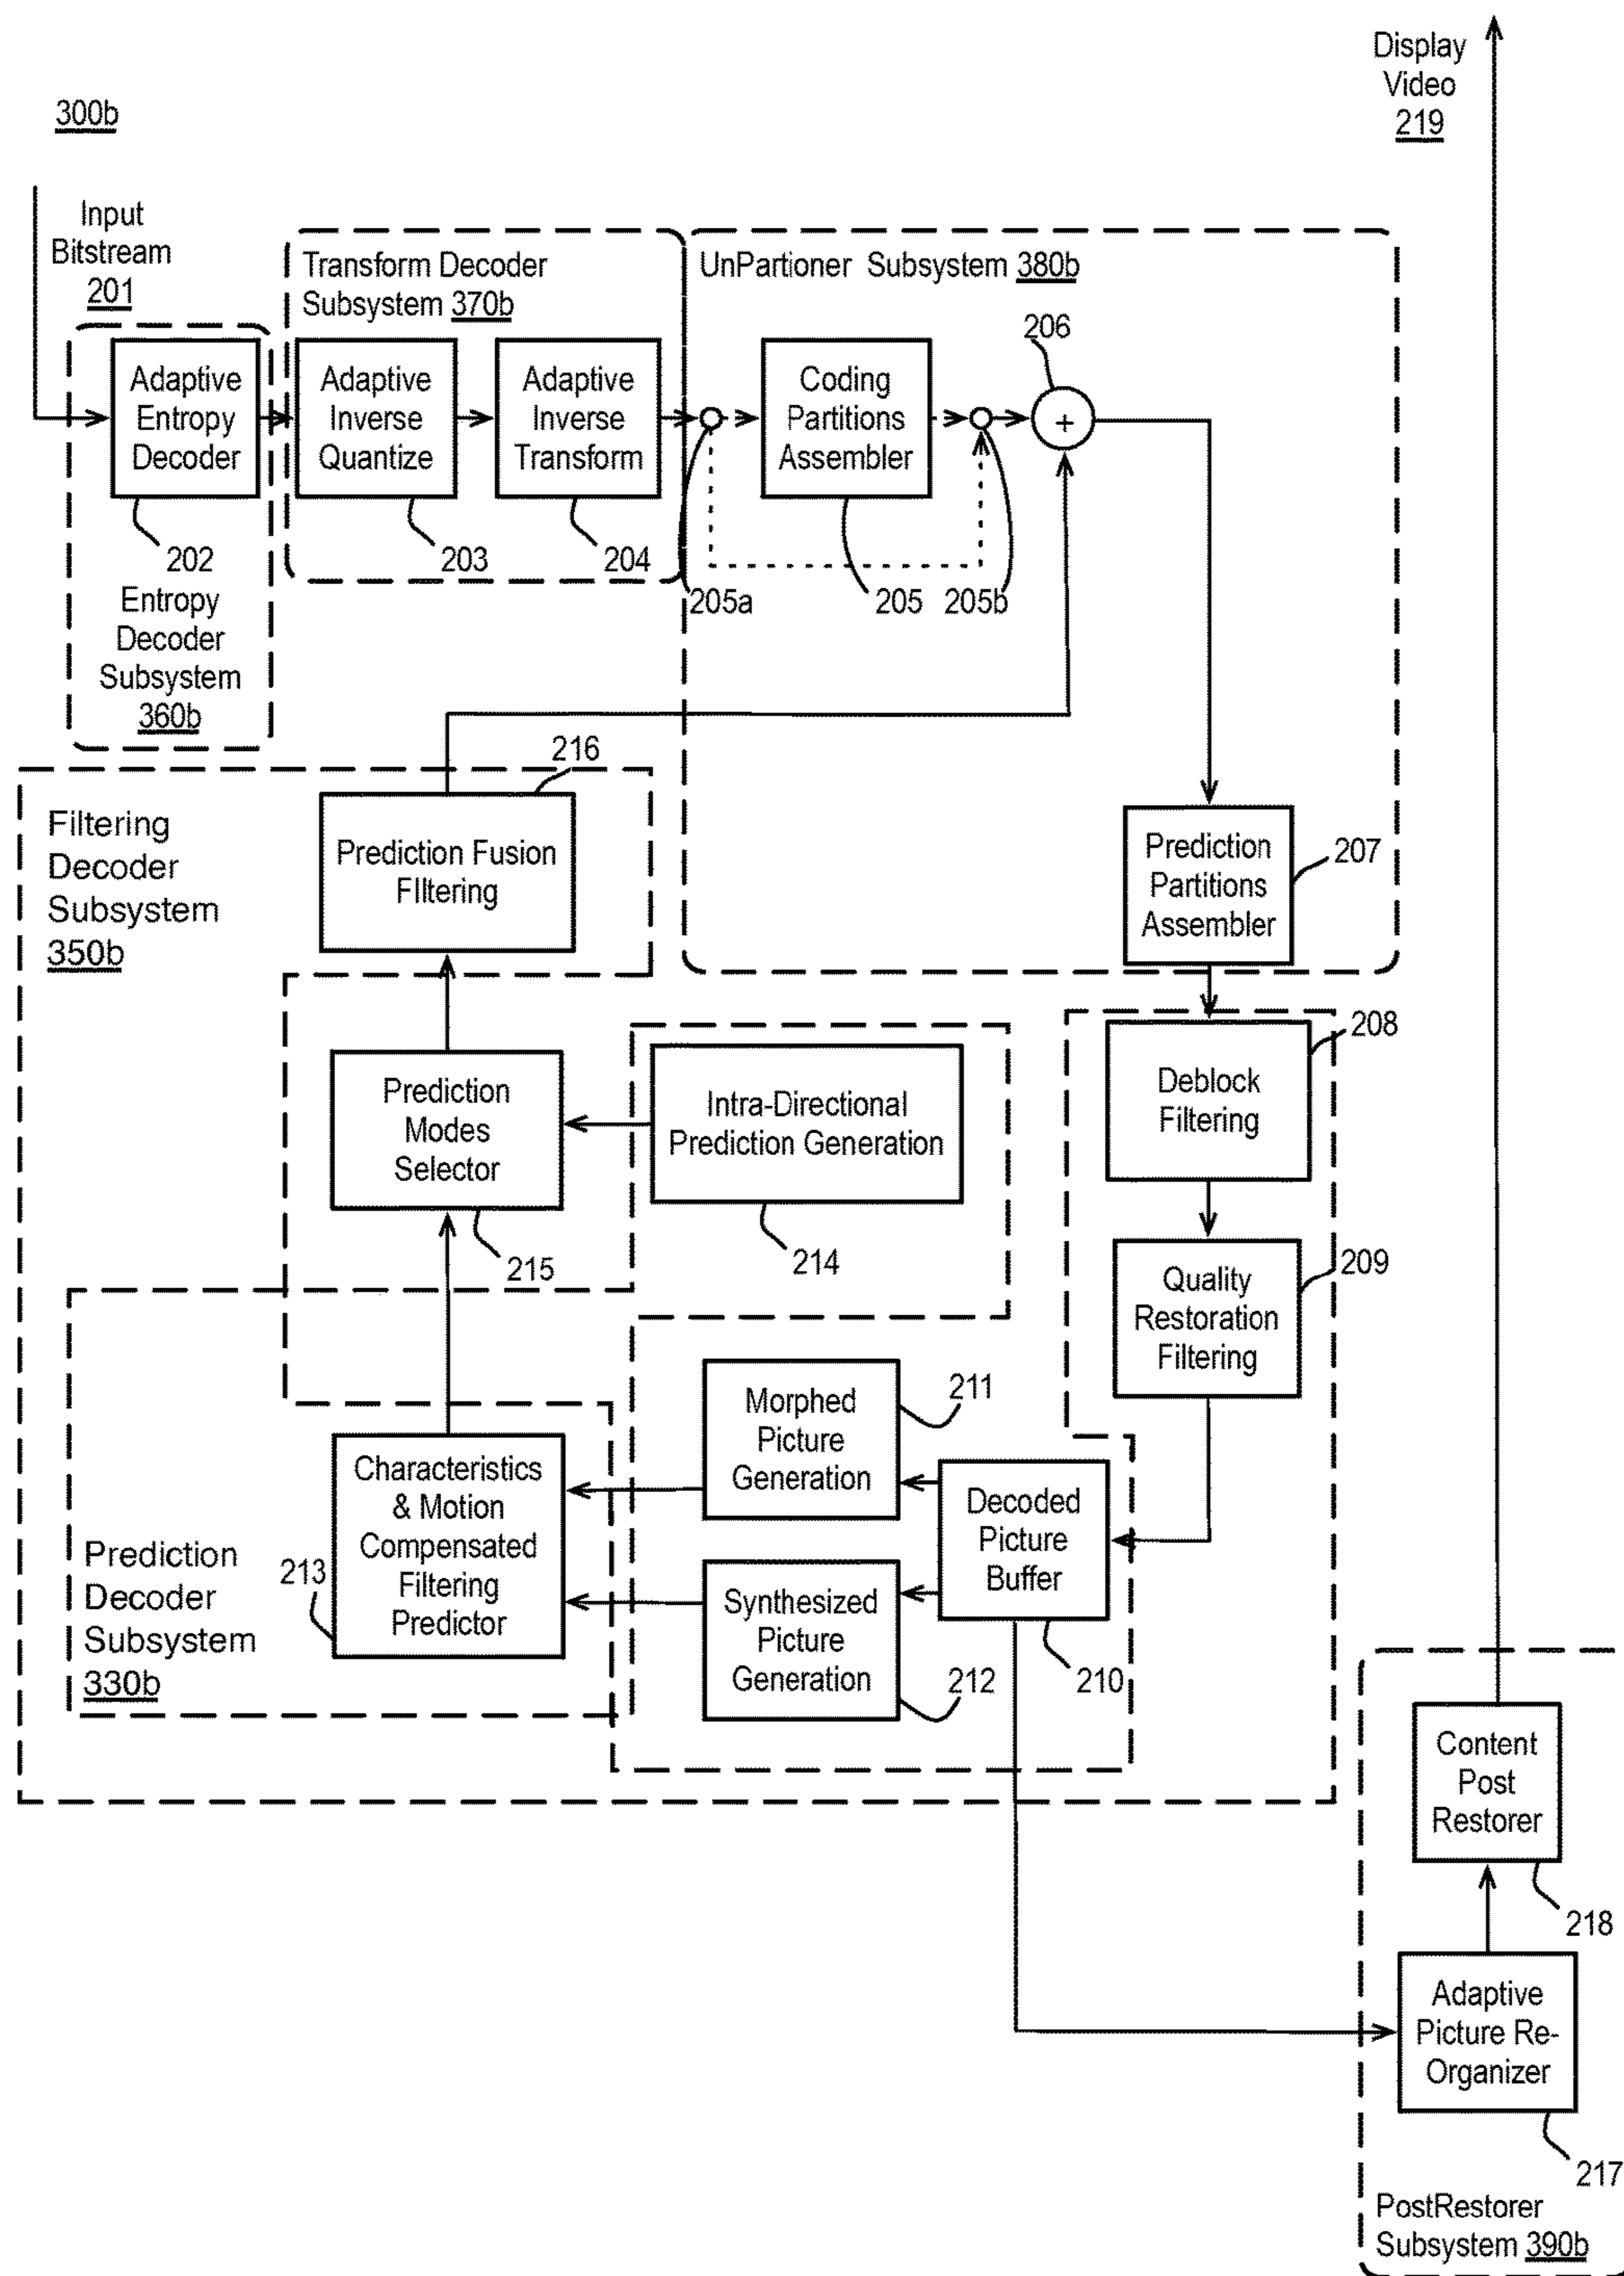 Display
Video
219
300b
Input
Bitstream
201
Transform Decoder
Subsystem 370b
UnPartioner Subsystem 380b
206
Adaptive
Entropy
Decoder
Adaptive
Inverse
Quantize
Adaptive
Inverse
Transform
Coding
Partitions
Assembler
+
202
203
204
205a
205
205b
Entropy
Decoder
Subsystem
360b
216
Filtering
Decoder
Subsystem
350b
Prediction Fusion
FIltering
Prediction
Partitions
Assembler
207
208
Prediction
Modes
Selector
Intra-Directional
Prediction Generation
Deblock
Filtering
215
214
209
Quality
Restoration
Filtering
211
Morphed
Picture
Generation
Characteristics
& Motion
Compensated
Filtering
Predictor
213
Decoded
Picture
Buffer
Prediction
Decoder
Subsystem
330b
Synthesized
Picture
Generation
212
210
Content
Post
Restorer
218
Adaptive
Picture Re-
Organizer
217
PostRestorer
Subsystem 390b